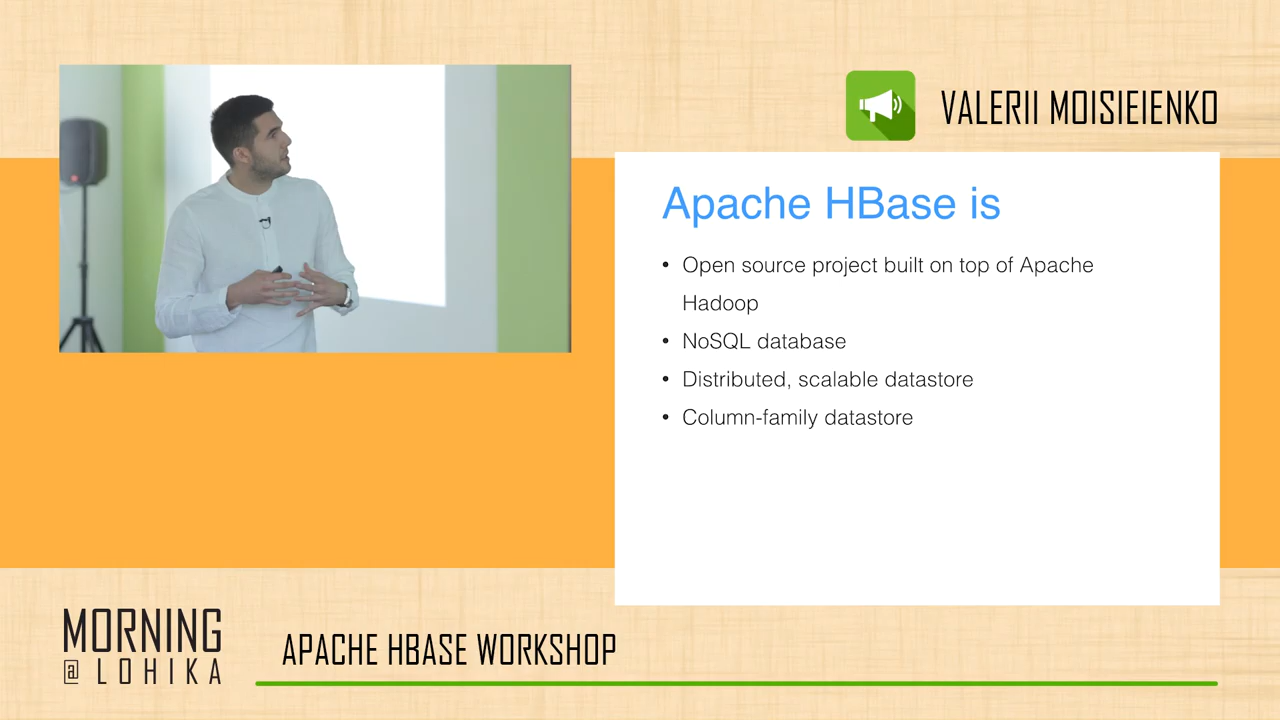 VALERII MOISIEIENKO
Apache HBase is
• Open source project built on top of Apache
Hadoop
• NoSQL database
• Distributed, scalable datastore
• Column-family datastore
MORNING
@ LOHIKA
APACHE HBASE WORKSHOP